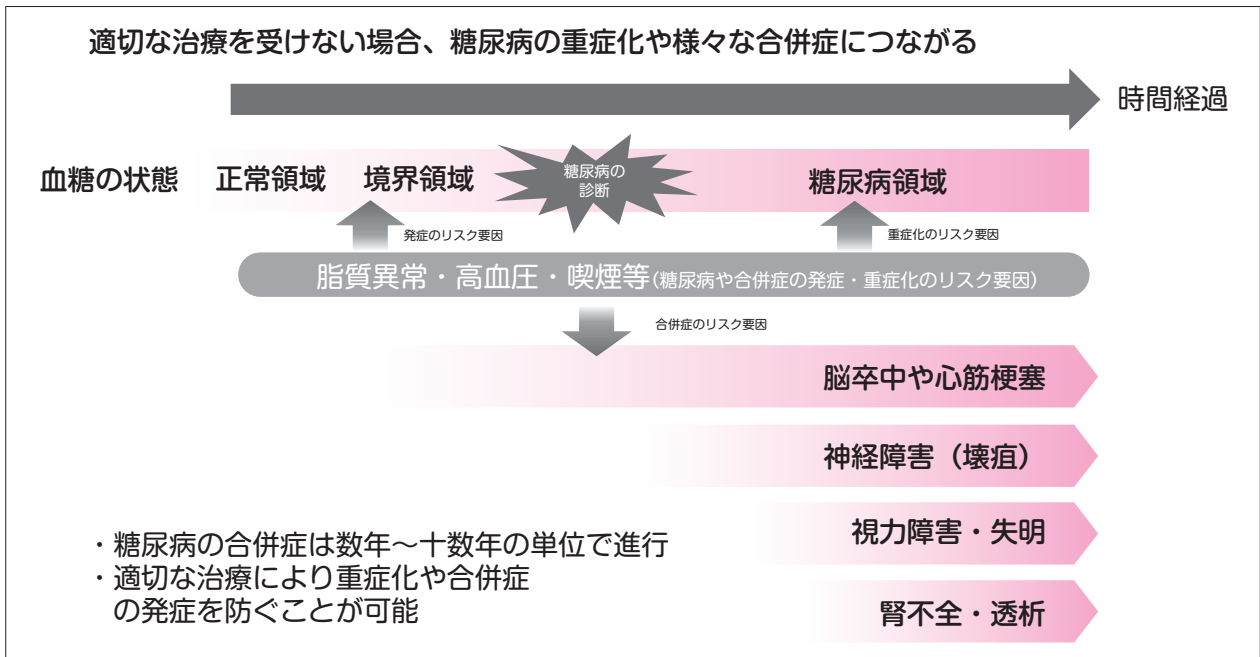 適切な治療を受けない場合、糖尿病の重症化や様々な合併症につながる
時間経過
血糖の状態
正常領域
境界領域
糖尿病の
診断
糖尿病領域
発症のリスク要因
重症化のリスク要因
脂質異常・高血圧・喫煙等(糖尿病や合併症の発症・重症化のリスク要因)
合併症のリスク要因
脳卒中や心筋梗塞
神経障害（壊疽）
視力障害・失明
腎不全・透析
・糖尿病の合併症は数年～十数年の単位で進行
・適切な治療により重症化や合併症
の発症を防ぐことが可能